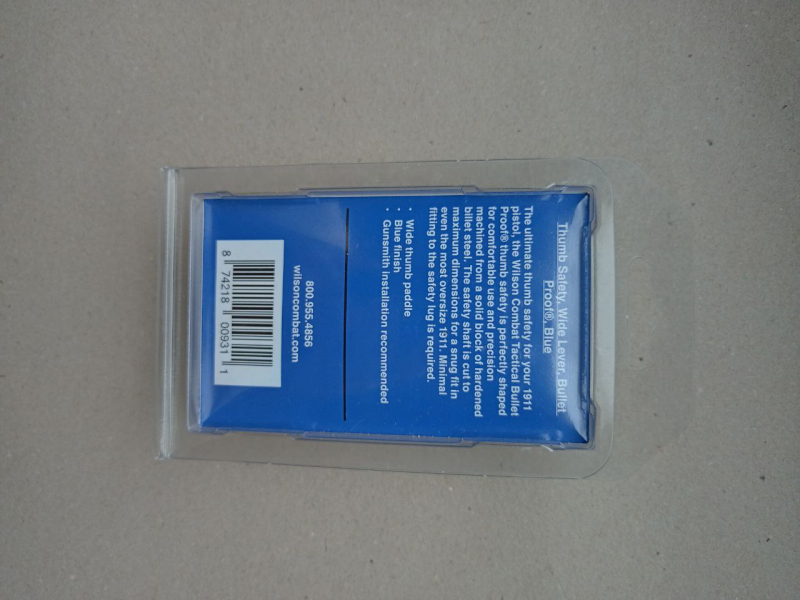 Thumb Safety, Wide Lever, Bullet
Proof®, Blue
The ultimate thumb safety for your 1911
pistol, the Wilson Combat Tactical Bullet
Proof® thumb safety is perfectly shaped
for comfortable use and precision
machined from a solid block of hardened
billet steel. The safety shaft is cut to
maximum dimensions for a snug fit in
even the most oversize 1911. Minimal
fitting to the safety lug is required.
• Wide thumb paddle
• Blue finish
• Gunsmith installation recommended
800.955.4856
wilsoncombat.com
8 74218 00931 1